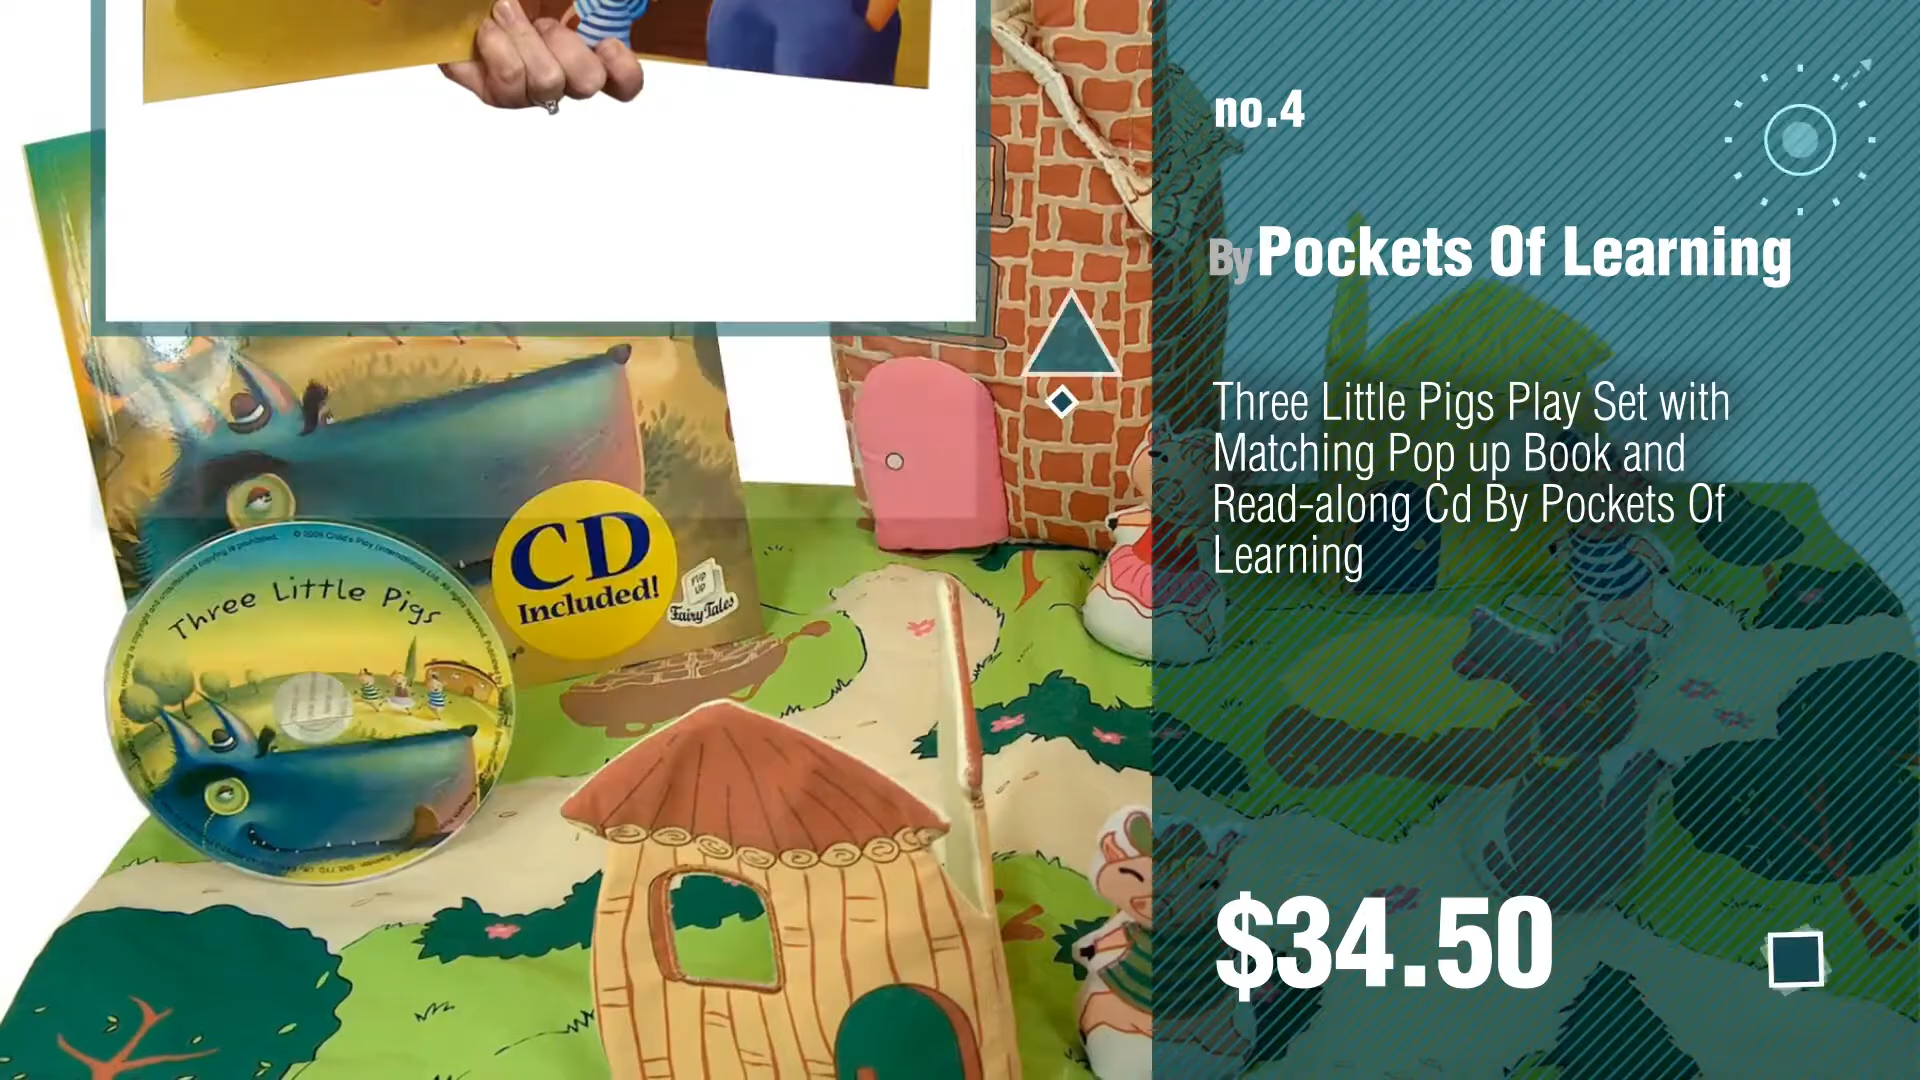 no.4
By Pockets Of Learning
Three Little Pigs Play Set with
Matching Pop up Book and
Read-along Cd By Pockets Of
Learning
$34.50
CD
Included!
POP
UP
Fairy Tales
Three Little Pigs